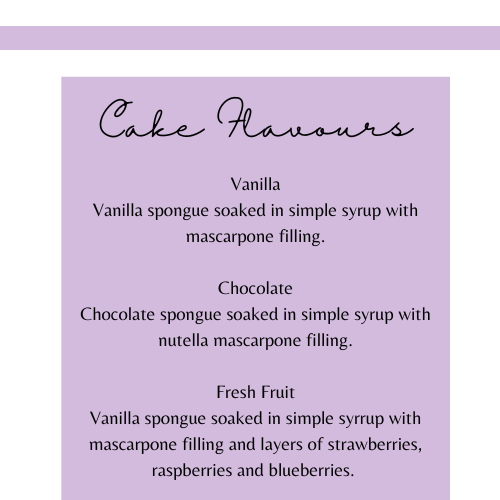 Cake Flavours
Vanilla
Vanilla spongue soaked in simple syrup with
mascarpone filling.
Chocolate
Chocolate spongue soaked in simple syrup with
nutella mascarpone filling.
Fresh Fruit
Vanilla spongue soaked in simple syrrup with
mascarpone filling and layers of strawberries,
raspberries and blueberries.